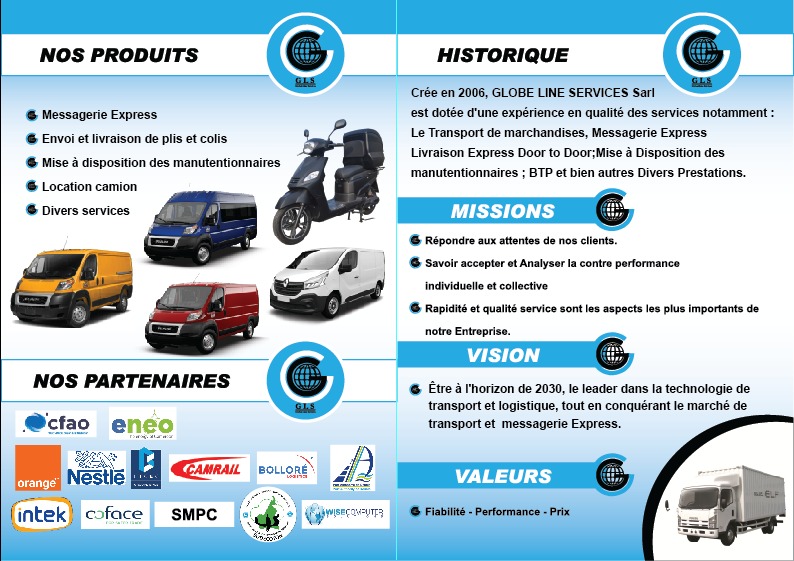 NOS PRODUITS
G L S
Messagerie Express
Envoi et livraison de plis et colis
Mise à disposition des manutentionnaires
Location camion
Divers services
NOS PARTENAIRES
G L S
cfao
eneo
orange
Nestlé
CAMRAIL
BOLLORÉ
LOGISTICS
intek
coface
SMPC
WISECOMPUTER
HISTORIQUE
G L S
Crée en 2006, GLOBE LINE SERVICES Sarl
est dotée d'une expérience en qualité des services notamment :
Le Transport de marchandises, Messagerie Express
Livraison Express Door to Door;Mise à Disposition des
manutentionnaires ; BTP et bien autres Divers Prestations.
MISSIONS
Répondre aux attentes de nos clients.
Savoir accepter et Analyser la contre performance
individuelle et collective
Rapidité et qualité service sont les aspects les plus importants de
notre Entreprise.
VISION
Être à l'horizon de 2030, le leader dans la technologie de
transport et logistique, tout en conquérant le marché de
transport et messagerie Express.
VALEURS
Fiabilité - Performance - Prix